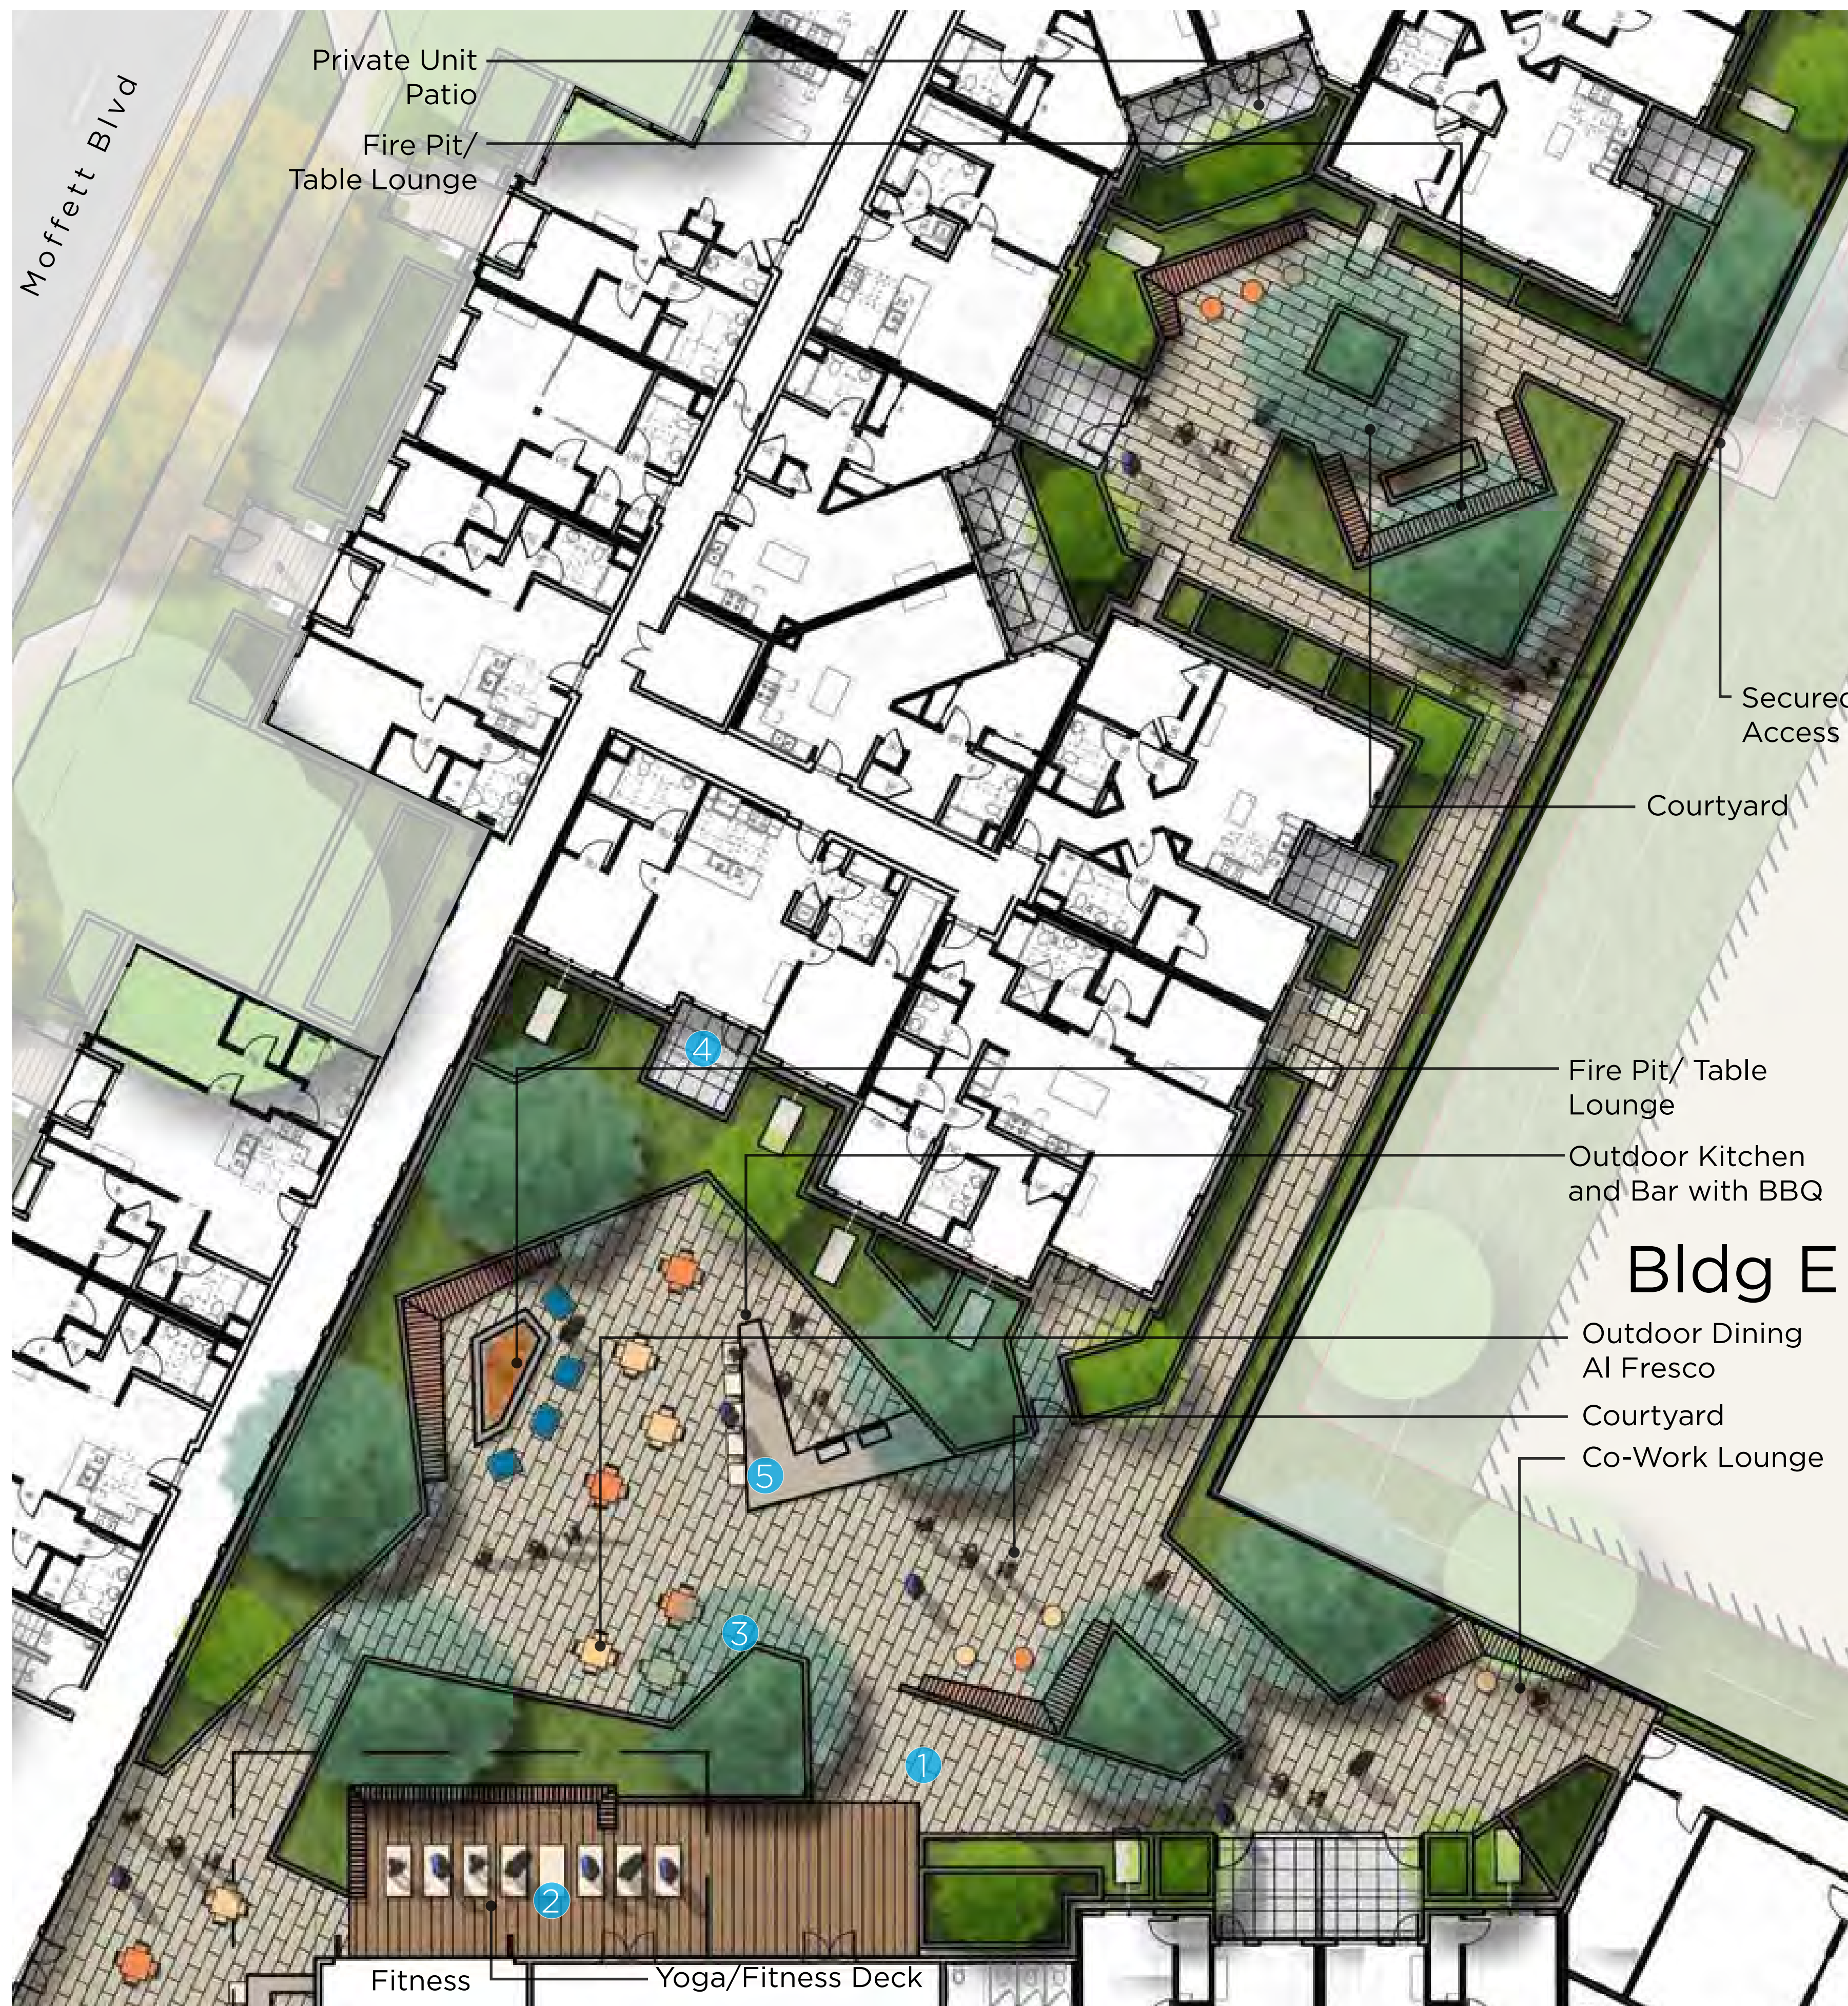 Private Unit
Patio
Fire Pit/
Table Lounge
Moffett Blvd
Secured
Access
Courtyard
4
Fire Pit/ Table
Lounge
Outdoor Kitchen
and Bar with BBQ
Bldg E
Outdoor Dining
Al Fresco
Courtyard
Co-Work Lounge
5
3
1
2
Fitness
Yoga/Fitness Deck